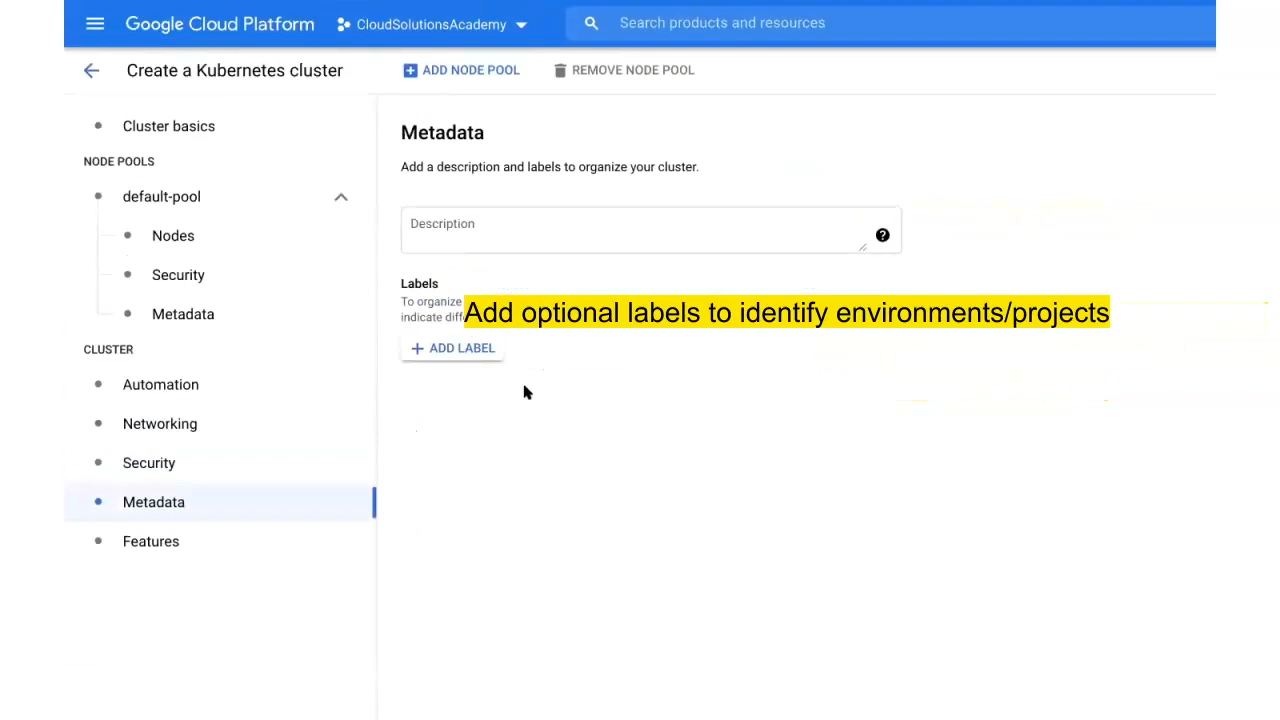 Google Cloud Platform
CloudSolutionsAcademy
Search products and resources
Create a Kubernetes cluster
ADD NODE POOL
REMOVE NODE POOL
Cluster basics
NODE POOLS
default-pool
Nodes
Security
Metadata
CLUSTER
Automation
Networking
Security
Metadata
Features
Metadata
Add a description and labels to organize your cluster.
Description
Labels
To organize
indicate
Add optional labels to identify environments/projects
ADD LABEL